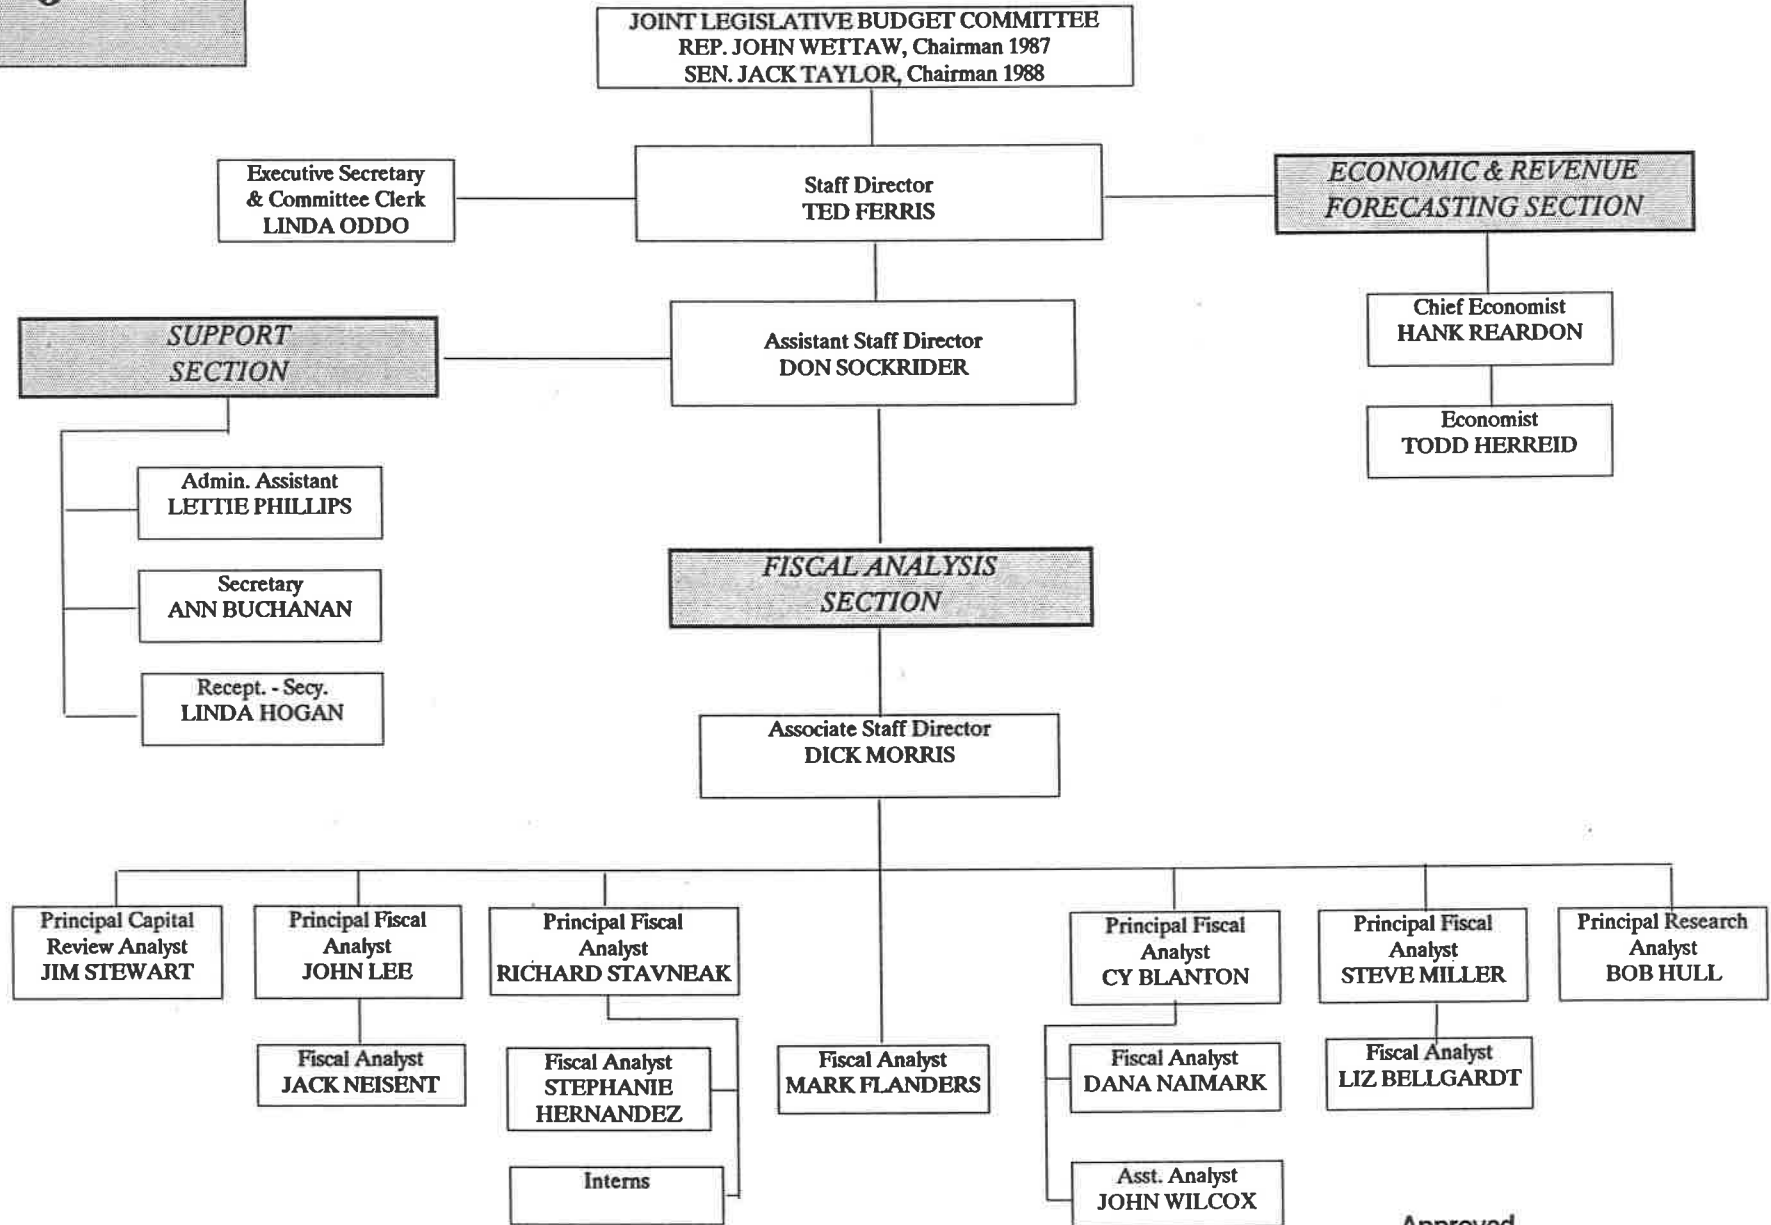 JOINT LEGISLATIVE BUDGET COMMITTEE
REP. JOHN WETTAW, Chairman 1987
SEN. JACK TAYLOR, Chairman 1988
Executive Secretary
& Committee Clerk
LINDA ODDO
Staff Director
TED FERRIS
ECONOMIC & REVENUE
FORECASTING SECTION
Chief Economist
HANK REARDON
Economist
TODD HERREID
SUPPORT
SECTION
Assistant Staff Director
DON SOCKRIDER
Admin. Assistant
LETTIE PHILLIPS
Secretary
ANN BUCHANAN
Recept. - Secy.
LINDA HOGAN
FISCAL ANALYSIS
SECTION
Associate Staff Director
DICK MORRIS
Principal Capital
Review Analyst
JIM STEWART
Principal Fiscal
Analyst
JOHN LEE
Principal Fiscal
Analyst
RICHARD STAVNEAK
Principal Fiscal
Analyst
CY BLANTON
Principal Fiscal
Analyst
STEVE MILLER
Principal Research
Analyst
BOB HULL
Fiscal Analyst
JACK NEISENT
Fiscal Analyst
STEPHANIE
HERNANDEZ
Interns
Fiscal Analyst
MARK FLANDERS
Fiscal Analyst
DANA NAIMARK
Asst. Analyst
JOHN WILCOX
Fiscal Analyst
LIZ BELLGARDT
Approved